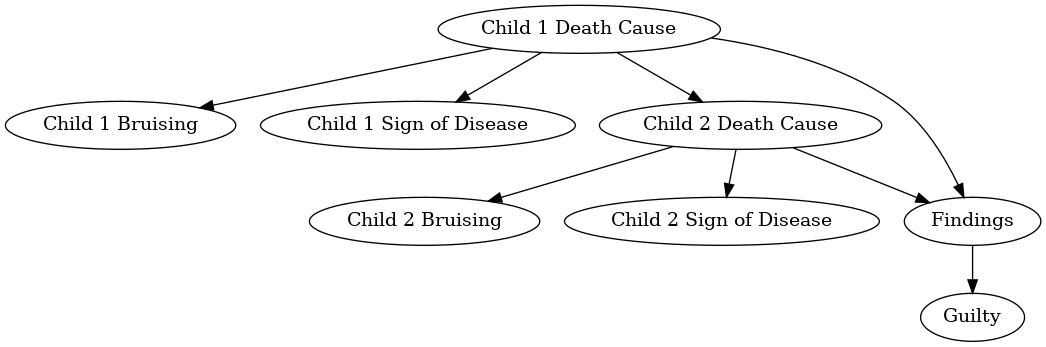 Child 1 Death Cause
Child 1 Bruising
Child 1 Sign of Disease
Child 2 Death Cause
Child 2 Bruising
Child 2 Sign of Disease
Findings
Guilty